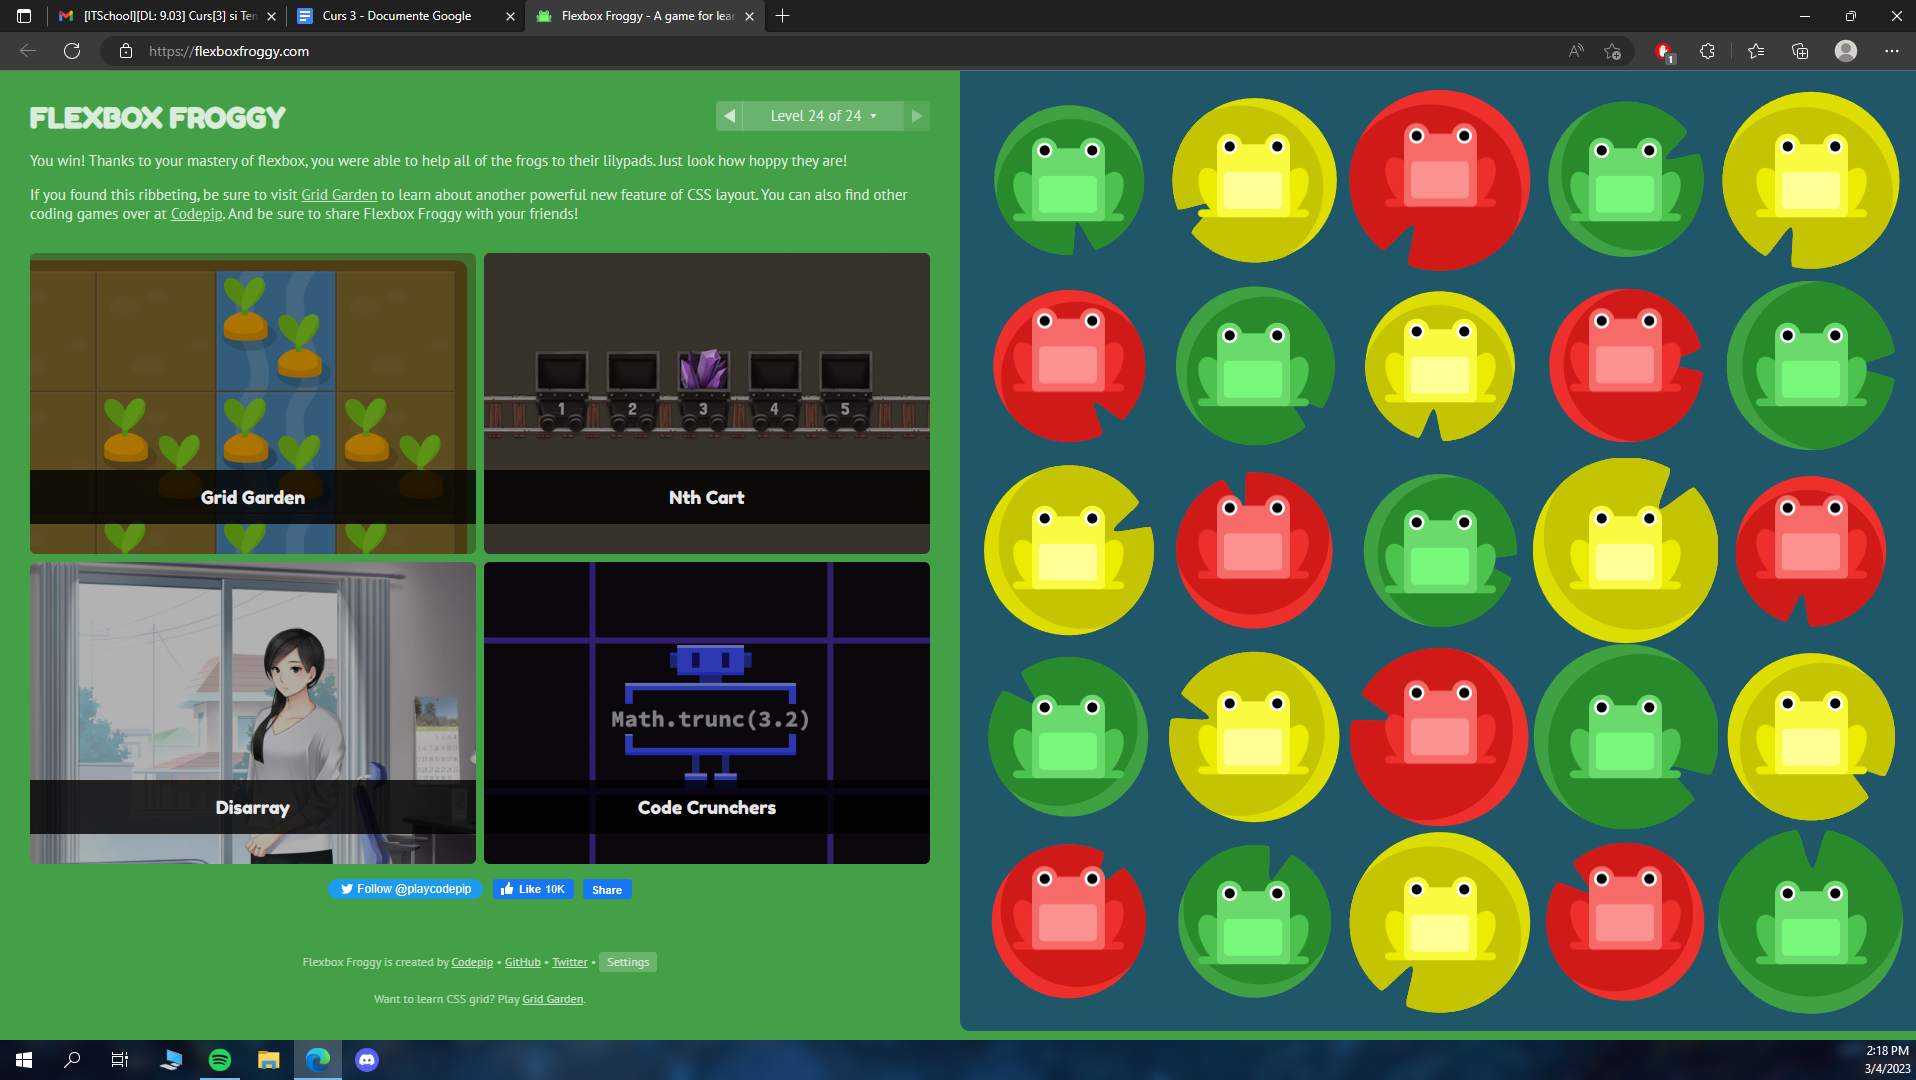 [ITSchool][DL: 9.03] Curs[3] si Tem
Curs 3 - Documente Google
Flexbox Froggy - A game for lear
https://flexboxfroggy.com
1
FLEXBOX FROGGY
Level 24 of 24
You win! Thanks to your mastery of flexbox, you were able to help all of the frogs to their lilypads. Just look how hoppy they are!
If you found this ribbeting, be sure to visit Grid Garden to learn about another powerful new feature of CSS layout. You can also find other
coding games over at Codepip. And be sure to share Flexbox Froggy with your friends!
1 2 3 4 5
Grid Garden
Nth Cart
Math.trunc(3.2)
Disarray
Code Crunchers
Follow @playcodepip
Like 10K
Share
Flexbox Froggy is created by Codepip • GitHub • Twitter • Settings
Want to learn CSS grid? Play Grid Garden.
2:18 PM
3/4/2023